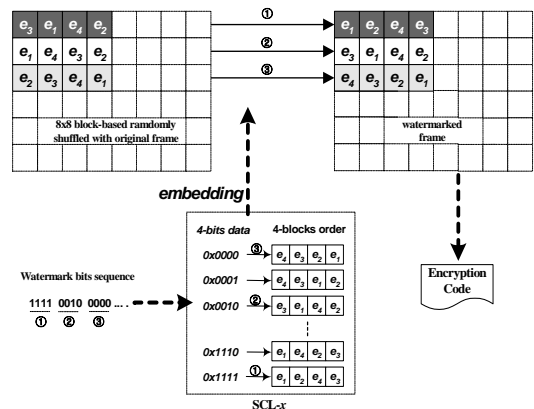 ①
e3 e1 e4 e2
e1 e2 e4 e3
②
e1 e4 e3 e2
e3 e1 e4 e2
③
e2 e3 e4 e1
e4 e3 e2 e1
8x8 block-based randomly
shuffled with original frame
watermarked
frame
embedding
4-bits data 4-blocks order
0x0000 ③ e4 e3 e2 e1
0x0001 e4 e3 e1 e2
0x0010 ② e3 e1 e4 e2
0x1110 e1 e4 e2 e3
0x1111 ① e1 e2 e4 e3
SCL-x
Watermark bits sequence
1111 0010 0000 ... .
① ② ③
Encryption
Code